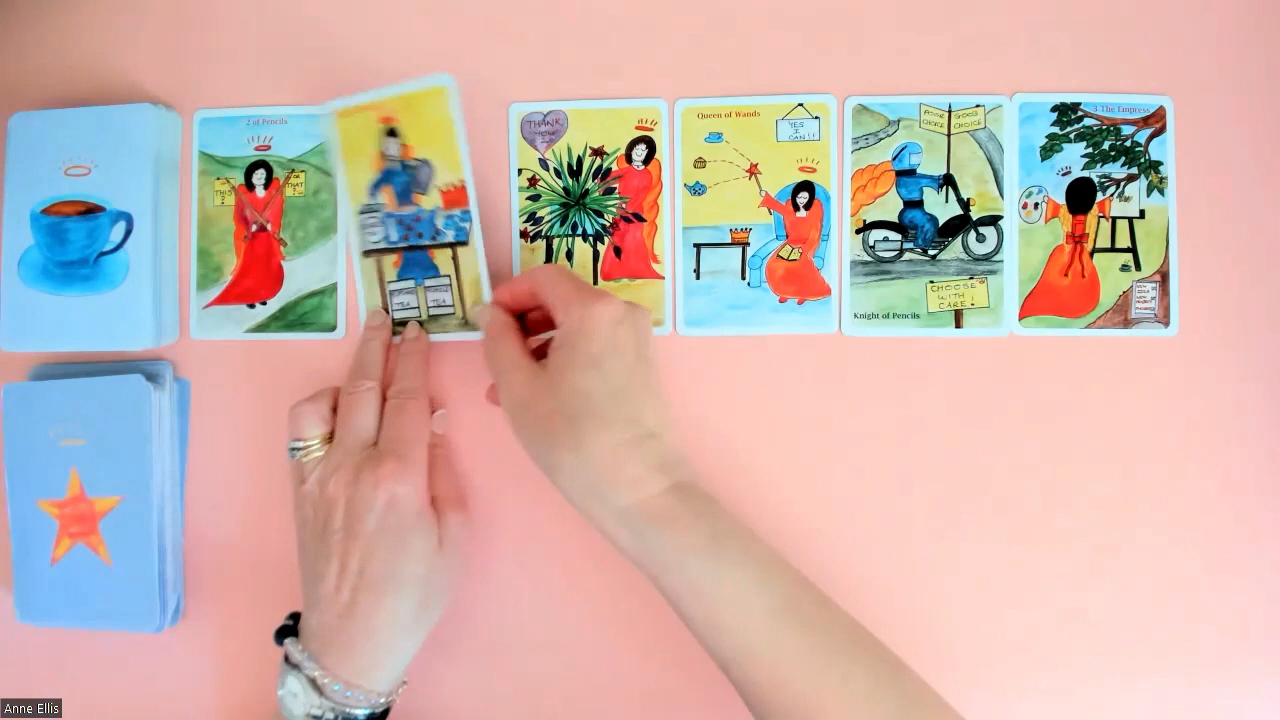 2 of Pencils
THIS
?
OR
THAT
?
TEA
TEA
THANK
YOU
Queen of Wands
YES
I
CAN!!
POOR
CHOICE
GOOD
CHOICE
CHOOSE
WITH
CARE!
Knight of Pencils
3 The Empress
Anne Ellis